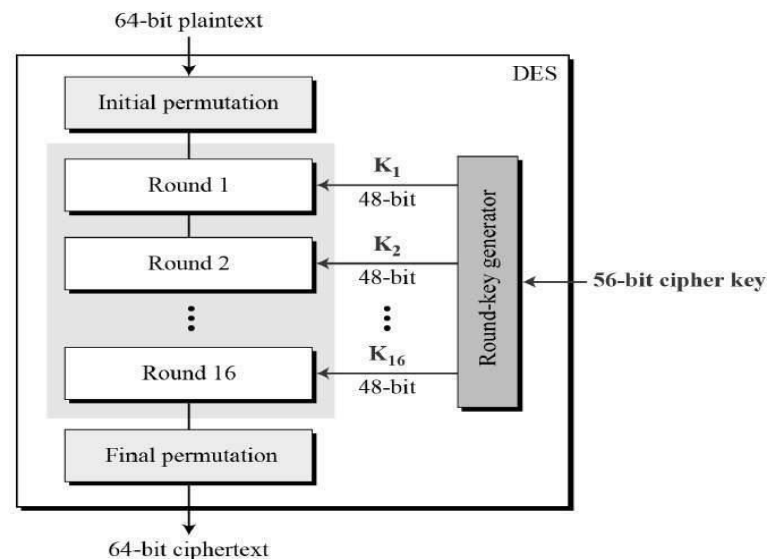 64-bit plaintext
DES
Initial permutation
Round 1
K1
48-bit
Round 2
K2
48-bit
Round-key generator
56-bit cipher key
Round 16
K16
48-bit
Final permutation
64-bit ciphertext